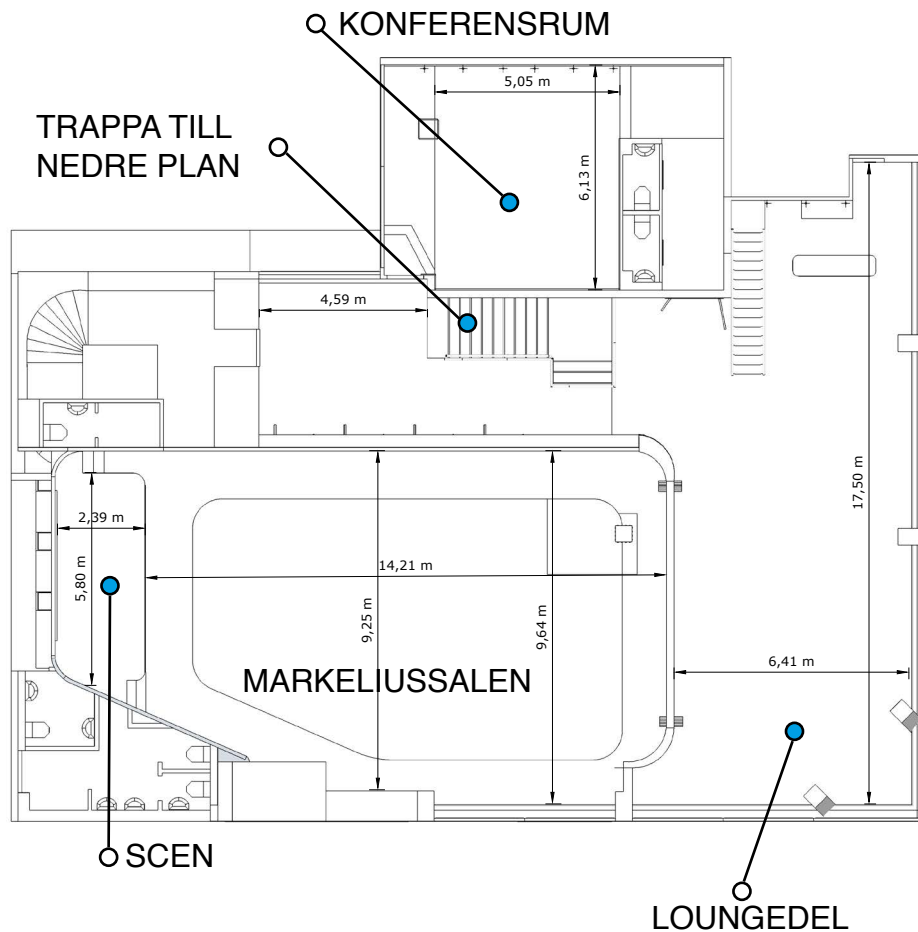 KONFERENSRUM
5,05 m
TRAPPA TILL
NEDRE PLAN
6,13 m
4,59 m
17,50 m
2,39 m
5,80 m
14,21 m
9,25 m
9,64 m
6,41 m
MARKELIUSSALEN
SCEN
LOUNGEDEL